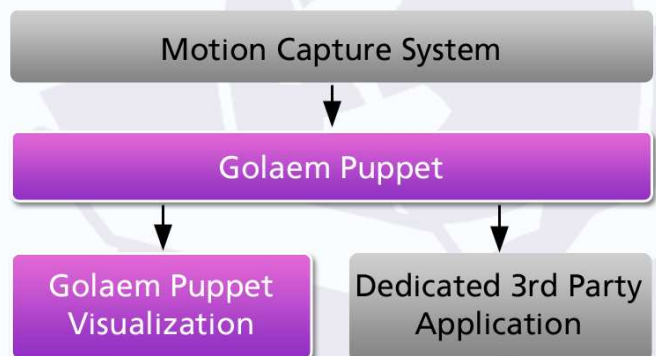 Motion Capture System
Golaem Puppet
Golaem Puppet
Visualization
Dedicated 3rd Party
Application